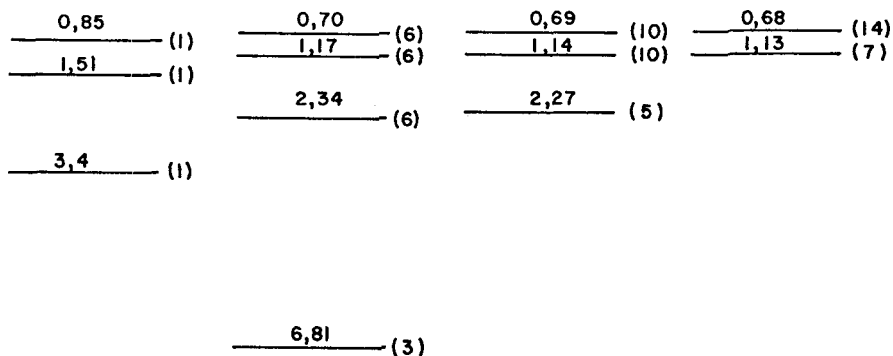 0,85 (1) 0,70 (6) 0,69 (10) 0,68 (14)
1,51 (1) 1,17 (6) 1,14 (10) 1,13 (7)
2,34 (6) 2,27 (5)
3,4 (1)
6,81 (3)